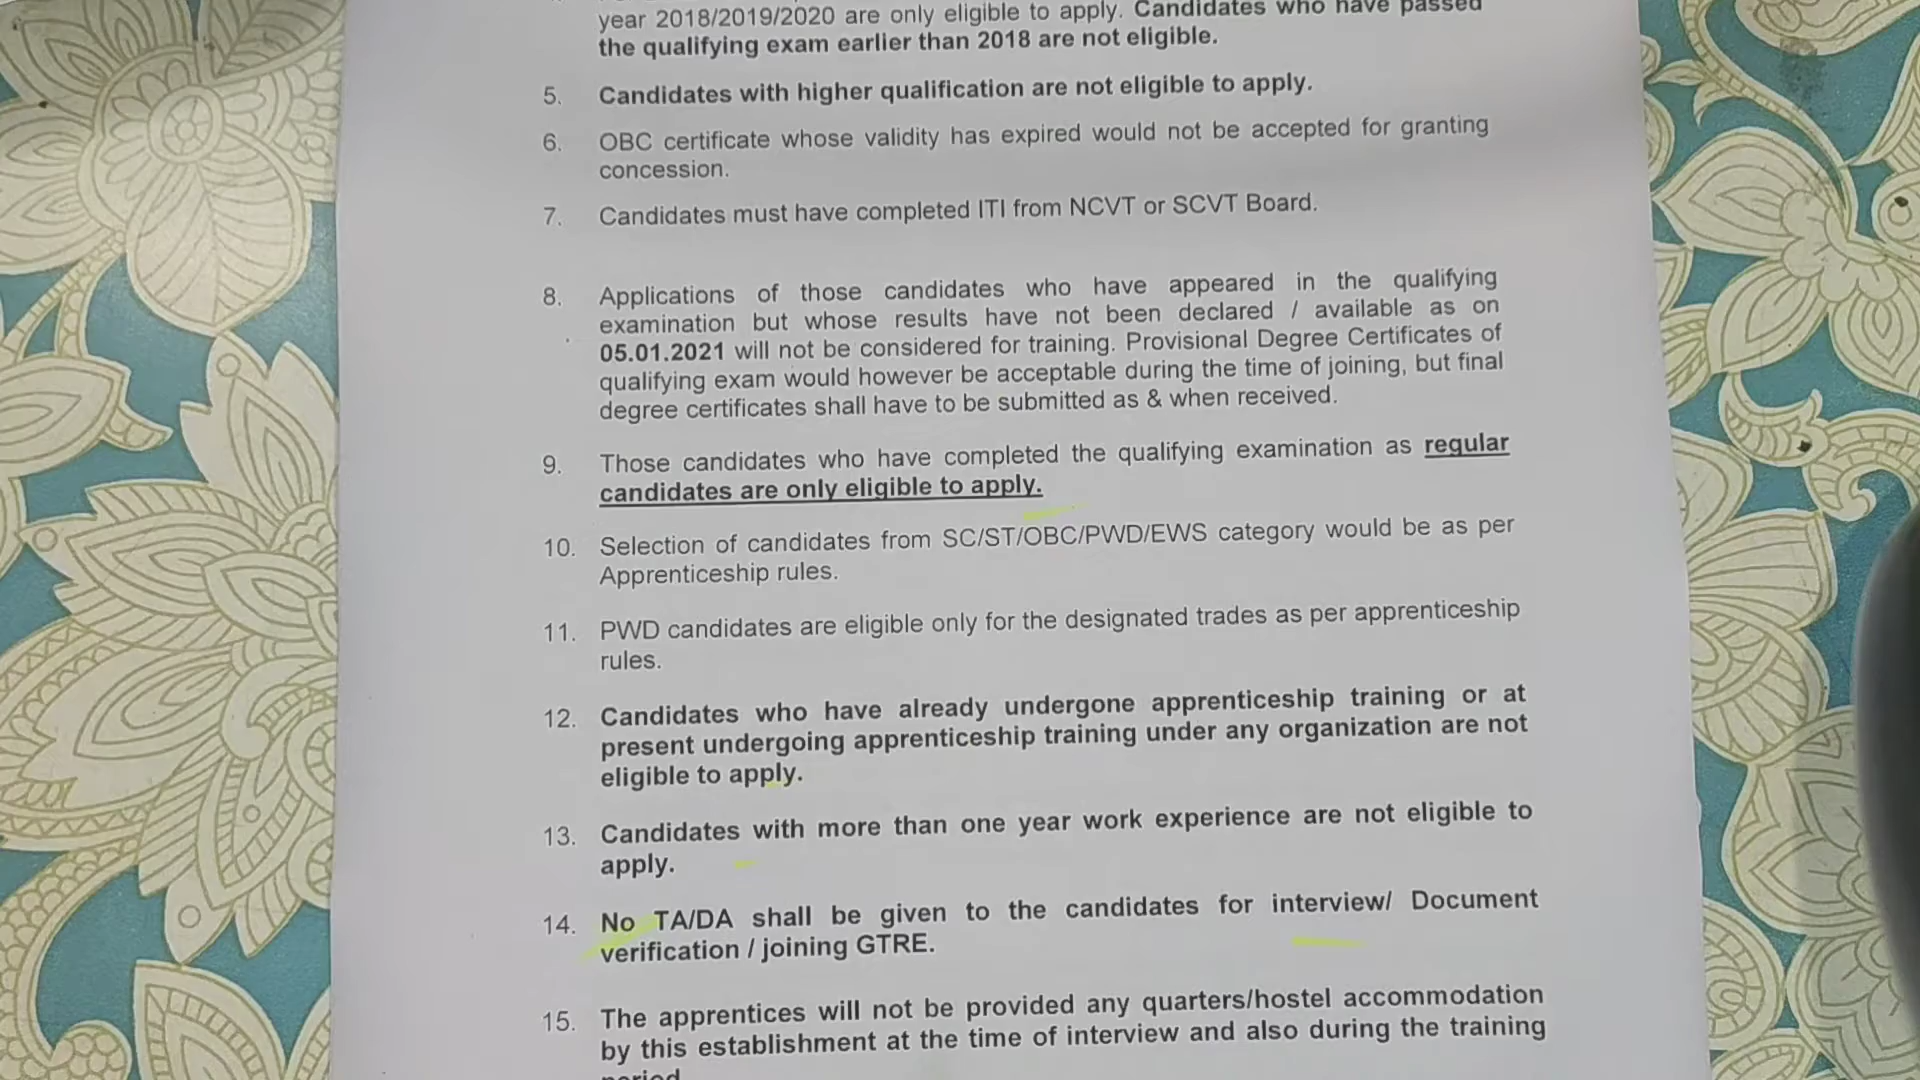 year 2018/2019/2020 are only eligible to apply. Candidates who have passed
the qualifying exam earlier than 2018 are not eligible.
5. Candidates with higher qualification are not eligible to apply.
6. OBC certificate whose validity has expired would not be accepted for granting
concession.
7. Candidates must have completed ITI from NCVT or SCVT Board.
8. Applications of those candidates who have appeared in the qualifying
examination but whose results have not been declared / available as on
05.01.2021 will not be considered for training. Provisional Degree Certificates of
qualifying exam would however be acceptable during the time of joining, but final
degree certificates shall have to be submitted as & when received.
9. Those candidates who have completed the qualifying examination as regular
candidates are only eligible to apply.
10. Selection of candidates from SC/ST/OBC/PWD/EWS category would be as per
Apprenticeship rules.
11. PWD candidates are eligible only for the designated trades as per apprenticeship
rules.
12. Candidates who have already undergone apprenticeship training or at
present undergoing apprenticeship training under any organization are not
eligible to apply.
13. Candidates with more than one year work experience are not eligible to
apply.
14. No TA/DA shall be given to the candidates for interview/ Document
verification / joining GTRE.
15. The apprentices will not be provided any quarters/hostel accommodation
by this establishment at the time of interview and also during the training
period